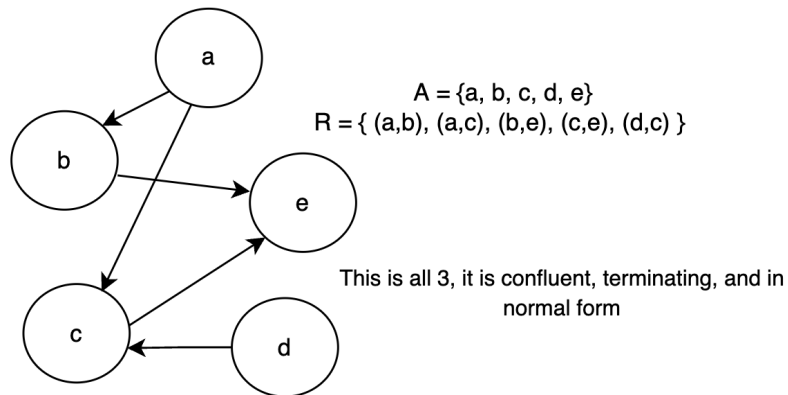 a
A = {a, b, c, d, e}
R = { (a,b), (a,c), (b,e), (c,e), (d,c) }
b
e
This is all 3, it is confluent, terminating, and in
normal form
c
d